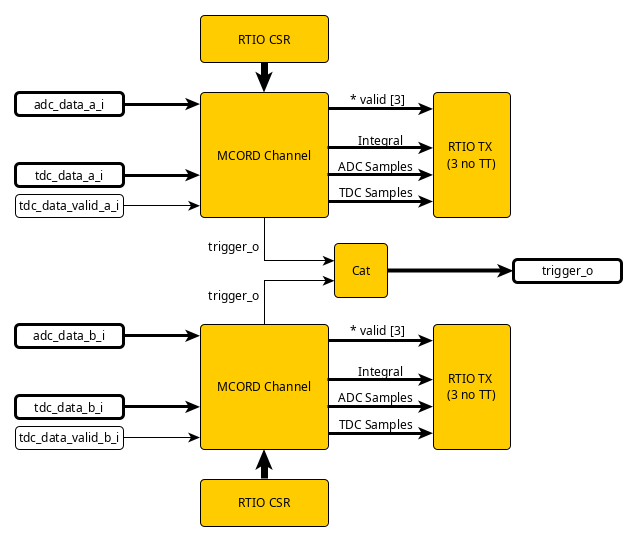 RTIO CSR
adc_data_a_i
* valid [3]
MCORD Channel
Integral
RTIO TX
(3 no TT)
ADC Samples
tdc_data_a_i
TDC Samples
tdc_data_valid_a_i
trigger_o
Cat
trigger_o
trigger_o
adc_data_b_i
* valid [3]
MCORD Channel
Integral
RTIO TX
(3 no TT)
ADC Samples
tdc_data_b_i
TDC Samples
tdc_data_valid_b_i
RTIO CSR